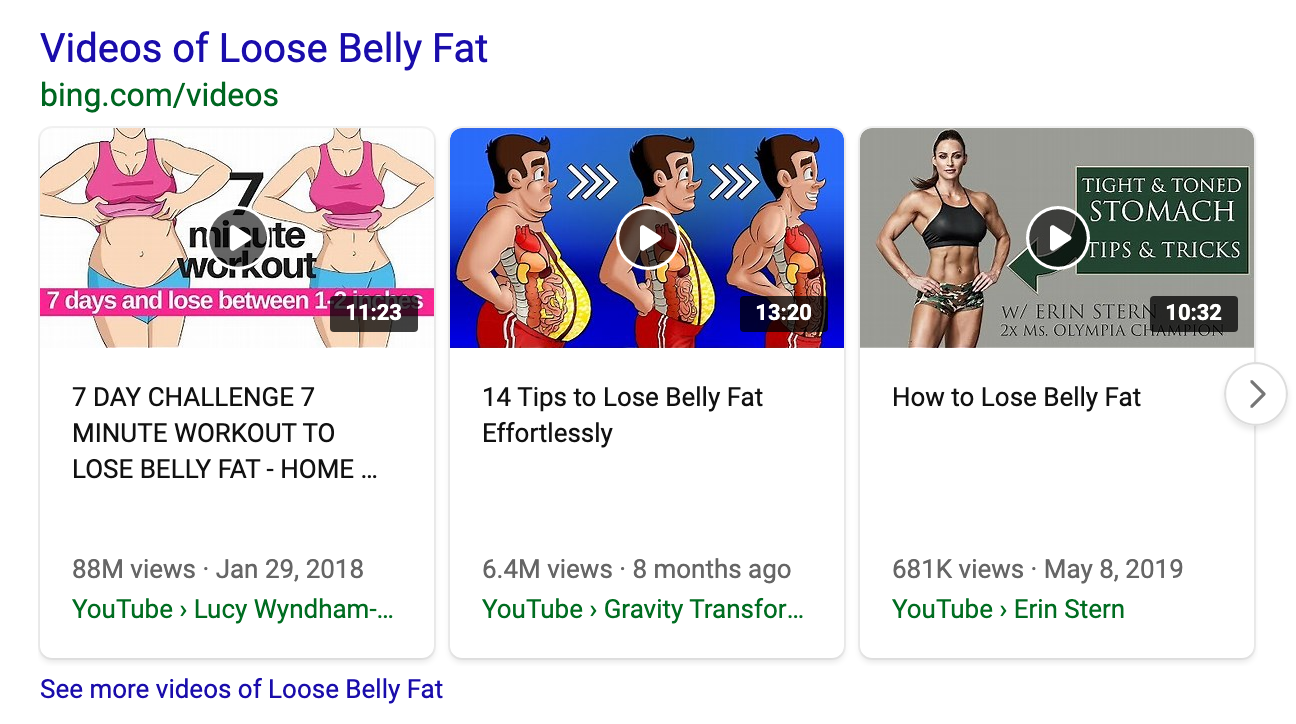 Videos of Loose Belly Fat
bing.com/videos
7
minute
workout
7 days and lose between 1-2 inches
11:23
13:20
TIGHT & TONED
STOMACH
TIPS & TRICKS
W/ ERIN STERN
2X MS. OLYMPIA CHAMPION
10:32
7 DAY CHALLENGE 7
MINUTE WORKOUT TO
LOSE BELLY FAT - HOME ...
88M views · Jan 29, 2018
YouTube › Lucy Wyndham-...
14 Tips to Lose Belly Fat
Effortlessly
6.4M views · 8 months ago
YouTube › Gravity Transfor...
How to Lose Belly Fat
681K views · May 8, 2019
YouTube › Erin Stern
See more videos of Loose Belly Fat